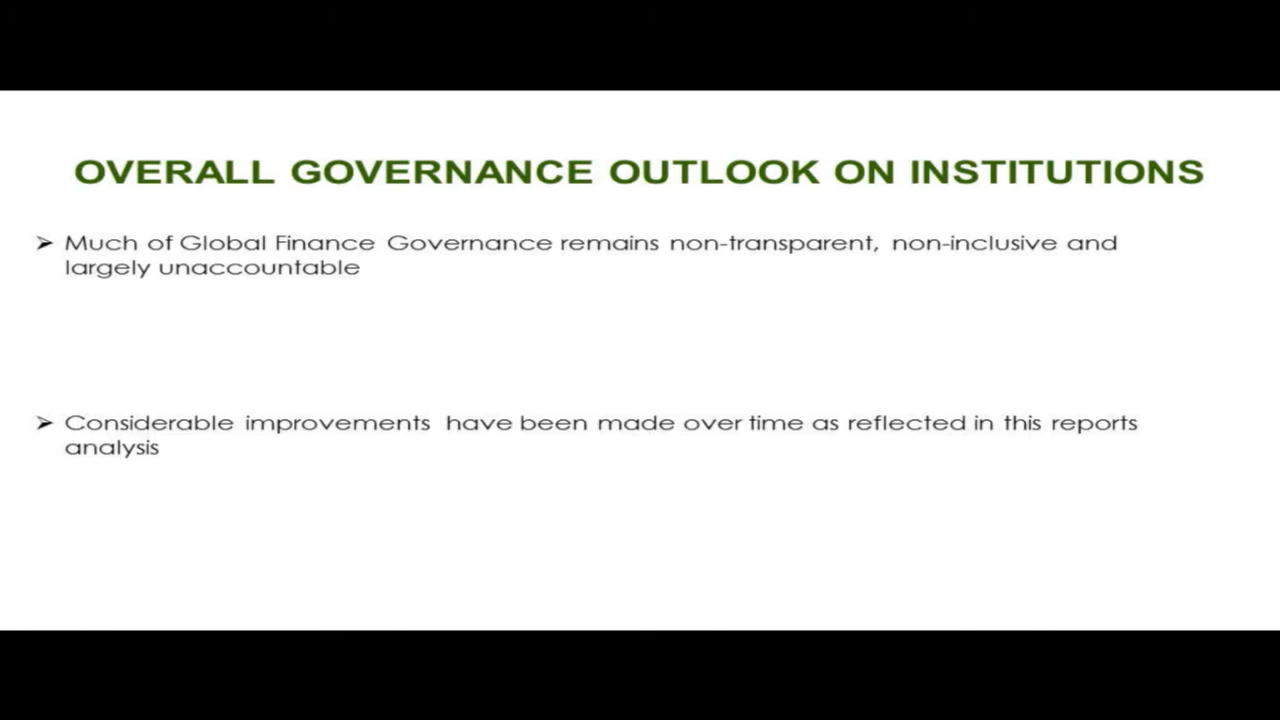 OVERALL GOVERNANCE OUTLOOK ON INSTITUTIONS
➢ Much of Global Finance Governance remains non-transparent, non-inclusive and
largely unaccountable
➢ Considerable improvements have been made over time as reflected in this reports
analysis